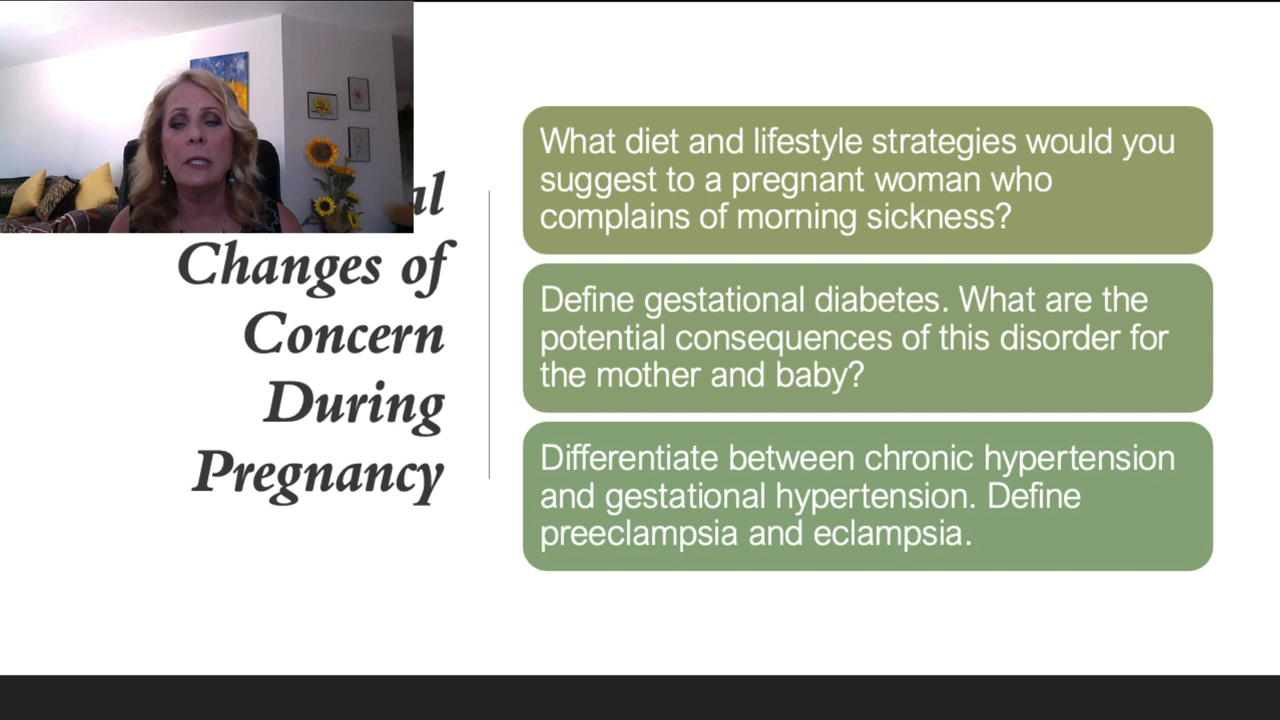 Changes of
Concern
During
Pregnancy
What diet and lifestyle strategies would you
suggest to a pregnant woman who
complains of morning sickness?
Define gestational diabetes. What are the
potential consequences of this disorder for
the mother and baby?
Differentiate between chronic hypertension
and gestational hypertension. Define
preeclampsia and eclampsia.